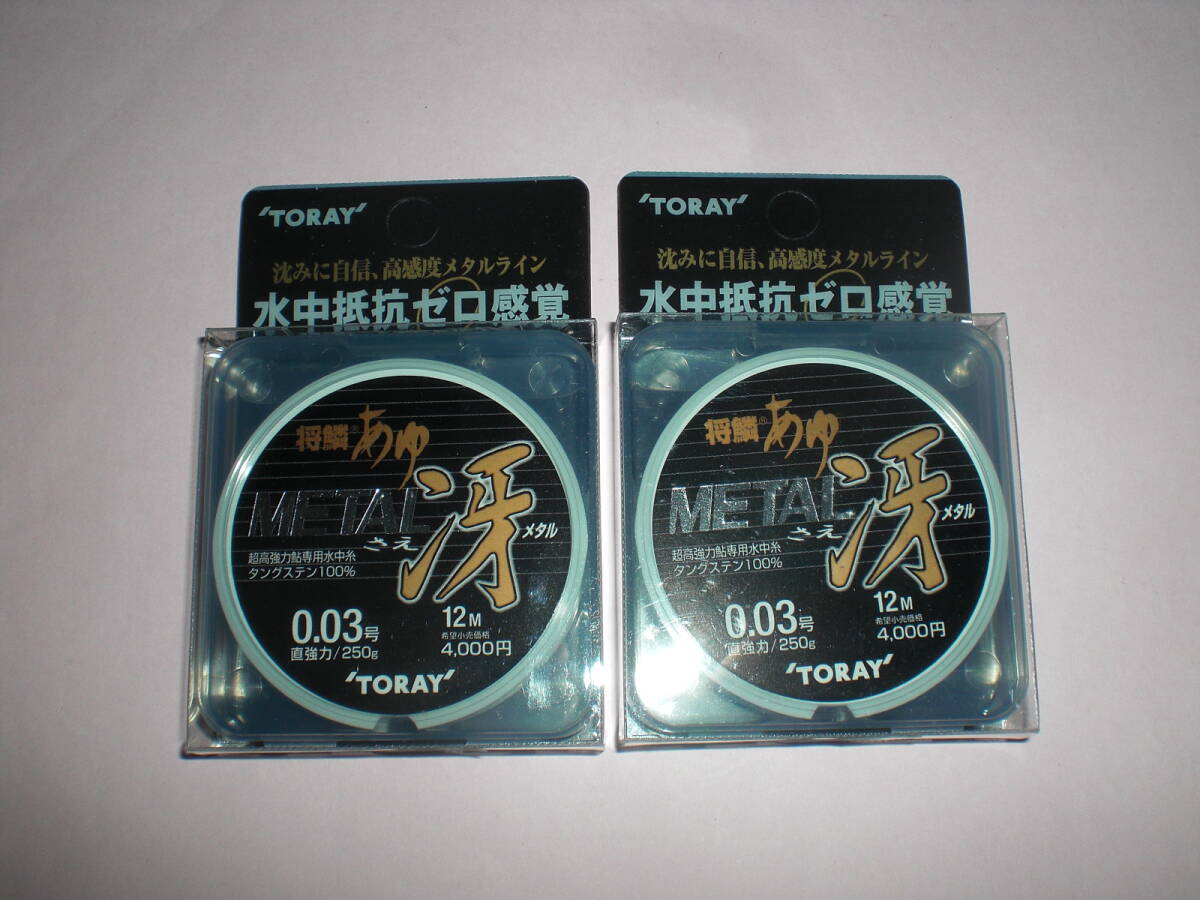 TORAY
沈みに自信、高感度メタルライン
水中抵抗ゼロ感覚
将鱗®あゆ
METAL 冴
さえ メタル
超高強力鮎専用水中糸
タングステン100%
0.03号
直強力/250g
12M
希望小売価格
4,000円
TORAY
TORAY
沈みに自信、高感度メタルライン
水中抵抗ゼロ感覚
将鱗®あゆ
METAL 冴
さえ メタル
超高強力鮎専用水中糸
タングステン100%
0.03号
直強力/250g
12M
希望小売価格
4,000円
TORAY